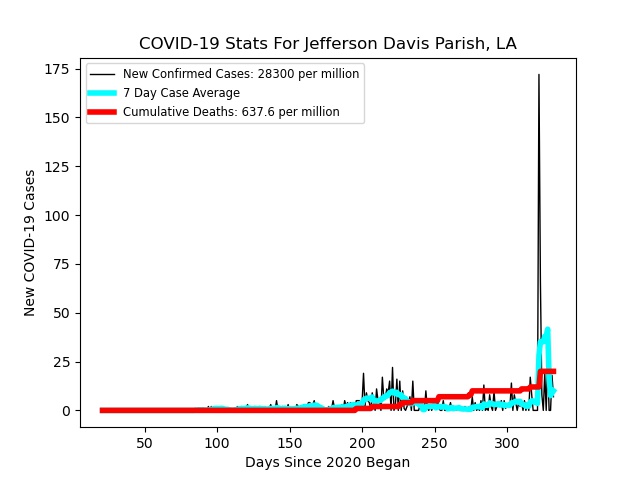 COVID-19 Stats For Jefferson Davis Parish, LA
New Confirmed Cases: 28300 per million
7 Day Case Average
Cumulative Deaths: 637.6 per million
175
150
125
100
75
50
25
0
New COVID-19 Cases
50 100 150 200 250 300
Days Since 2020 Began